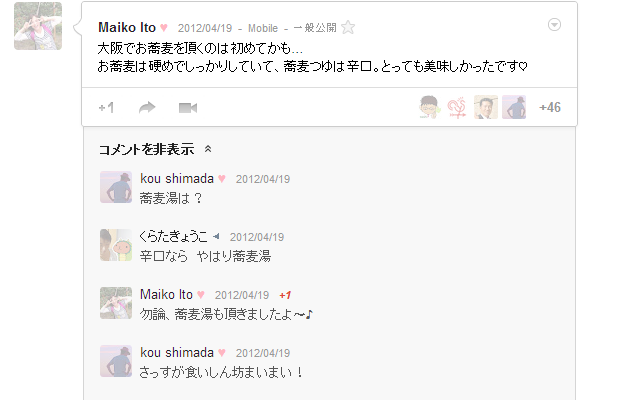 Maiko Ito ♥ 2012/04/19 - Mobile - 一般公開
大阪でお蕎麦を頂くのは初めてかも…
お蕎麦は硬めでしっかりしていて、蕎麦つゆは辛口。とっても美味しかったです♡
+1 +46
コメントを非表示
kou shimada ♥ 2012/04/19
蕎麦湯は？
くらたきょうこ 2012/04/19
辛口なら　やはり蕎麦湯
Maiko Ito ♥ 2012/04/19 +1
勿論、蕎麦湯も頂きましたよ〜♪
kou shimada ♥ 2012/04/19
さっすが食いしん坊まいまい！